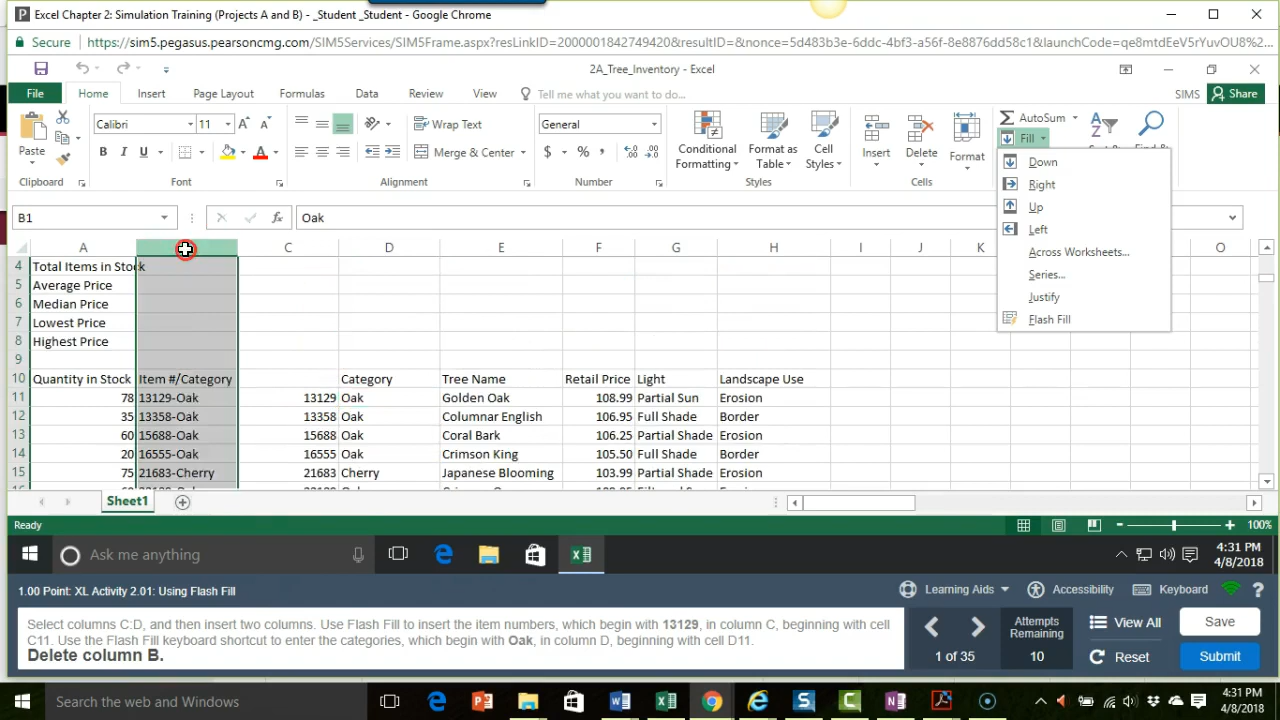 Excel Chapter 2: Simulation Training (Projects A and B) - _Student _Student - Google Chrome
Secure https://sim5.pegasus.pearsoncmg.com/SIM5Services/SIM5Frame.aspx?resLinkID=2000001842749420&resultID=&nonce=5d483b3e-6ddc-4bf3-a56f-8e8876dd58c1&launchCode=qe8mtdEeV5rYuvOU8%2...
2A_Tree_Inventory - Excel
File Home Insert Page Layout Formulas Data Review View Tell me what you want to do... SIMS Share
Calibri 11 Wrap Text General AutoSum
Fill
Paste B I U Merge & Center $ % , Conditional Formatting Format as Table Cell Styles Insert Delete Format
Clipboard Font Alignment Number Styles Cells
Down
Right
Up
Left
Across Worksheets...
Series...
Justify
Flash Fill
B1 fx Oak
A C D E F G H I J K O
4 Total Items in Stock
5 Average Price
6 Median Price
7 Lowest Price
8 Highest Price
9
10 Quantity in Stock Item #/Category Category Tree Name Retail Price Light Landscape Use
11 78 13129-Oak 13129 Oak Golden Oak 108.99 Partial Sun Erosion
12 35 13358-Oak 13358 Oak Columnar English 106.95 Full Shade Border
13 60 15688-Oak 15688 Oak Coral Bark 106.25 Partial Shade Erosion
14 20 16555-Oak 16555 Oak Crimson King 105.50 Full Shade Border
15 75 21683-Cherry 21683 Cherry Japanese Blooming 103.99 Partial Shade Erosion
Sheet1
Ready 100%
Ask me anything 4:31 PM
4/8/2018
1.00 Point: XL Activity 2.01: Using Flash Fill Learning Aids Accessibility Keyboard ?
Select columns C:D, and then insert two columns. Use Flash Fill to insert the item numbers, which begin with 13129, in column C, beginning with cell
C11. Use the Flash Fill keyboard shortcut to enter the categories, which begin with Oak, in column D, beginning with cell D11.
Delete column B.
1 of 35
Attempts
Remaining
10
View All Save
Reset Submit
Search the web and Windows 4:31 PM
4/8/2018